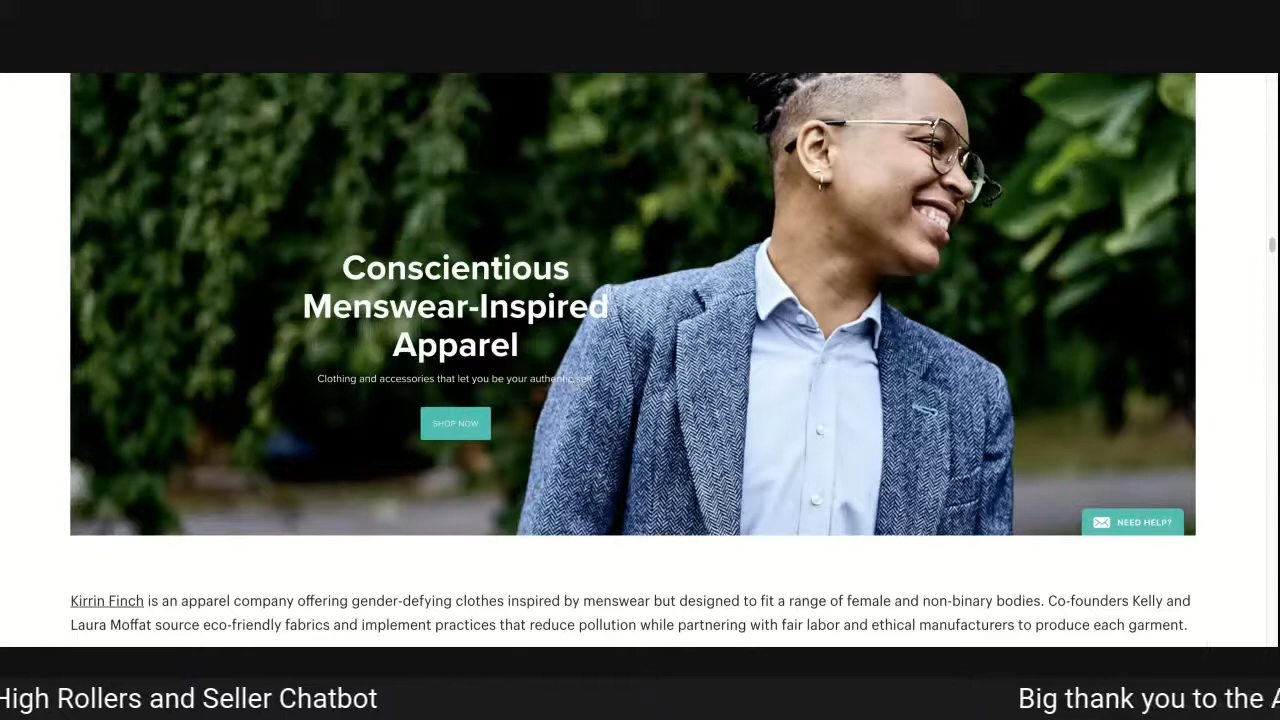 Conscientious
Menswear-Inspired
Apparel
Clothing and accessories that let you be your authentic self.
SHOP NOW
NEED HELP?
Kirrin Finch is an apparel company offering gender-defying clothes inspired by menswear but designed to fit a range of female and non-binary bodies. Co-founders Kelly and
Laura Moffat source eco-friendly fabrics and implement practices that reduce pollution while partnering with fair labor and ethical manufacturers to produce each garment.
High Rollers and Seller Chatbot
Big thank you to the A